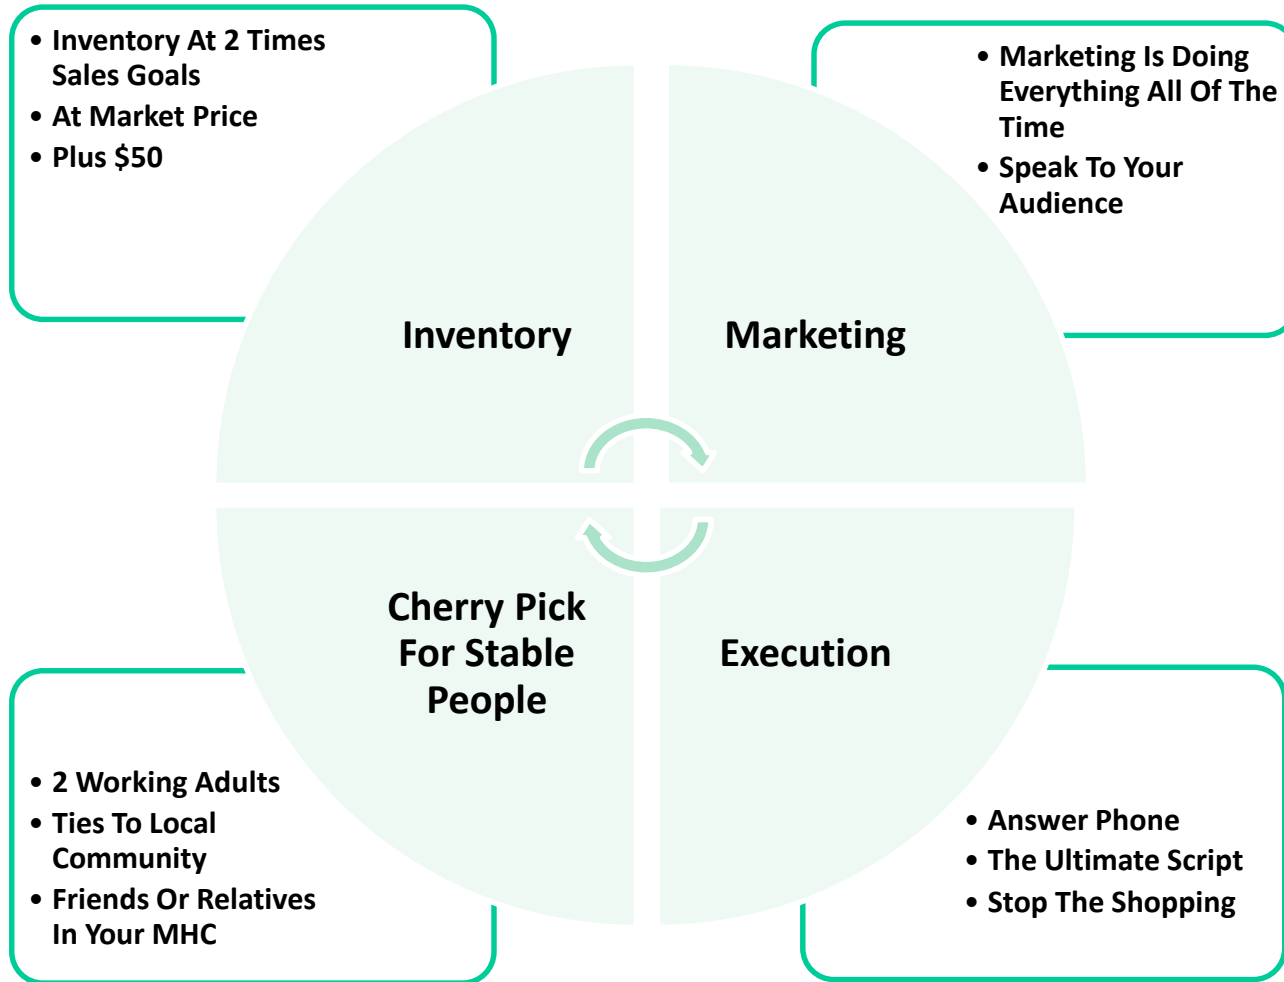 • Inventory At 2 Times
Sales Goals
• At Market Price
• Plus $50
• Marketing Is Doing
Everything All Of The
Time
• Speak To Your
Audience
Inventory
Marketing
Cherry Pick
For Stable
People
Execution
• 2 Working Adults
• Ties To Local
Community
• Friends Or Relatives
In Your MHC
• Answer Phone
• The Ultimate Script
• Stop The Shopping